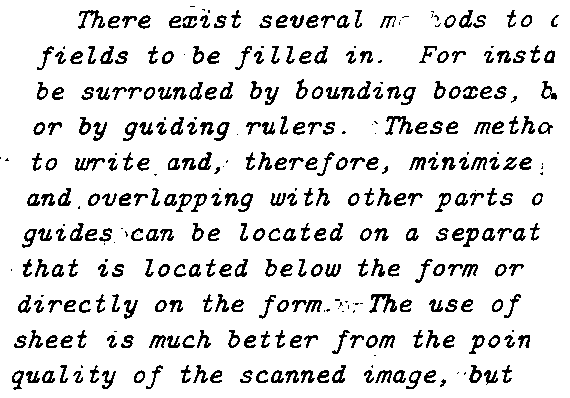 There exist several methods to
fields to be filled in. For insta
be surrounded by bounding boxes, b
or by guiding rulers. These metho
to write and, therefore, minimize
and overlapping with other parts o
guides can be located on a separat
that is located below the form or
directly on the form. The use of
sheet is much better from the poin
quality of the scanned image, but